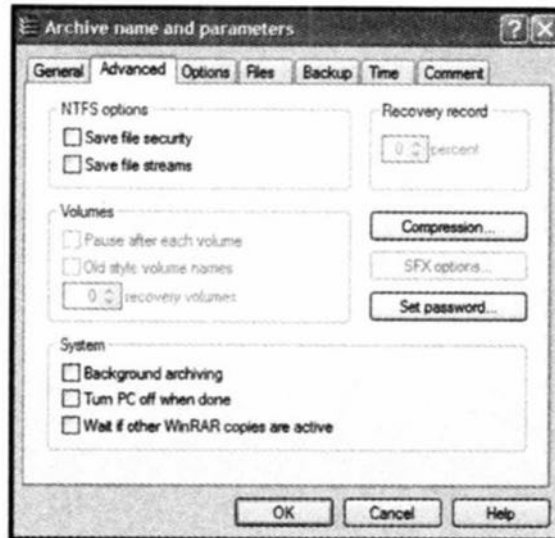 Archive name and parameters
General Advanced Options Files Backup Time Comment
NTFS options
Save file security
Save file streams
Recovery record
0 percent
Volumes
Pause after each volume
Old style volume names
0 recovery volumes
Compression...
SFX options...
Set password...
System
Background archiving
Turn PC off when done
Wait if other WinRAR copies are active
OK Cancel Help